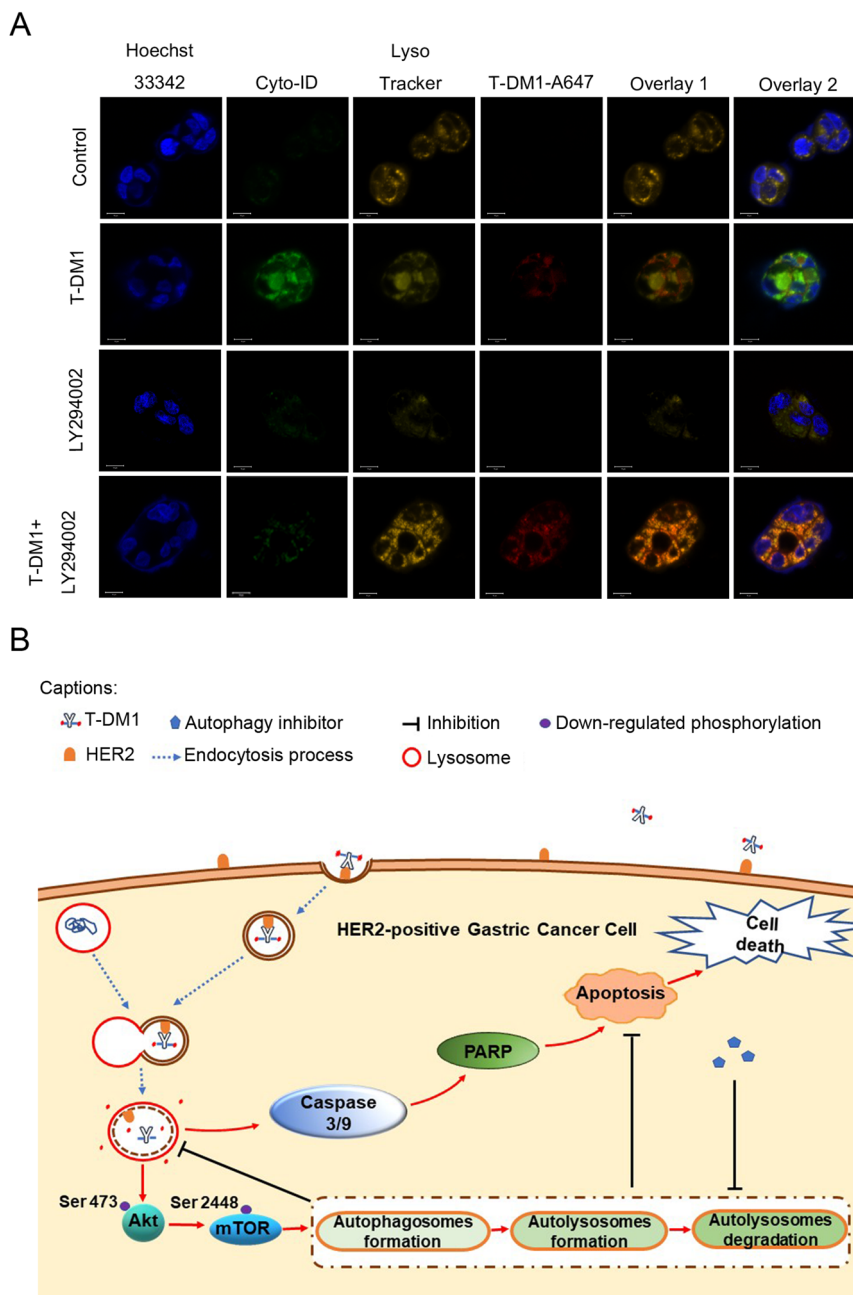 A
Hoechst 33342
Cyto-ID
Lyso Tracker
T-DM1-A647
Overlay 1
Overlay 2
Control
T-DM1
LY294002
T-DM1+
LY294002
B
Captions:
T-DM1
Autophagy inhibitor
Inhibition
Down-regulated phosphorylation
HER2
Endocytosis process
Lysosome
HER2-positive Gastric Cancer Cell
Cell
death
Apoptosis
PARP
Caspase
3/9
Ser 473
Ser 2448
Akt
mTOR
Autophagosomes
formation
Autolysosomes
formation
Autolysosomes
degradation